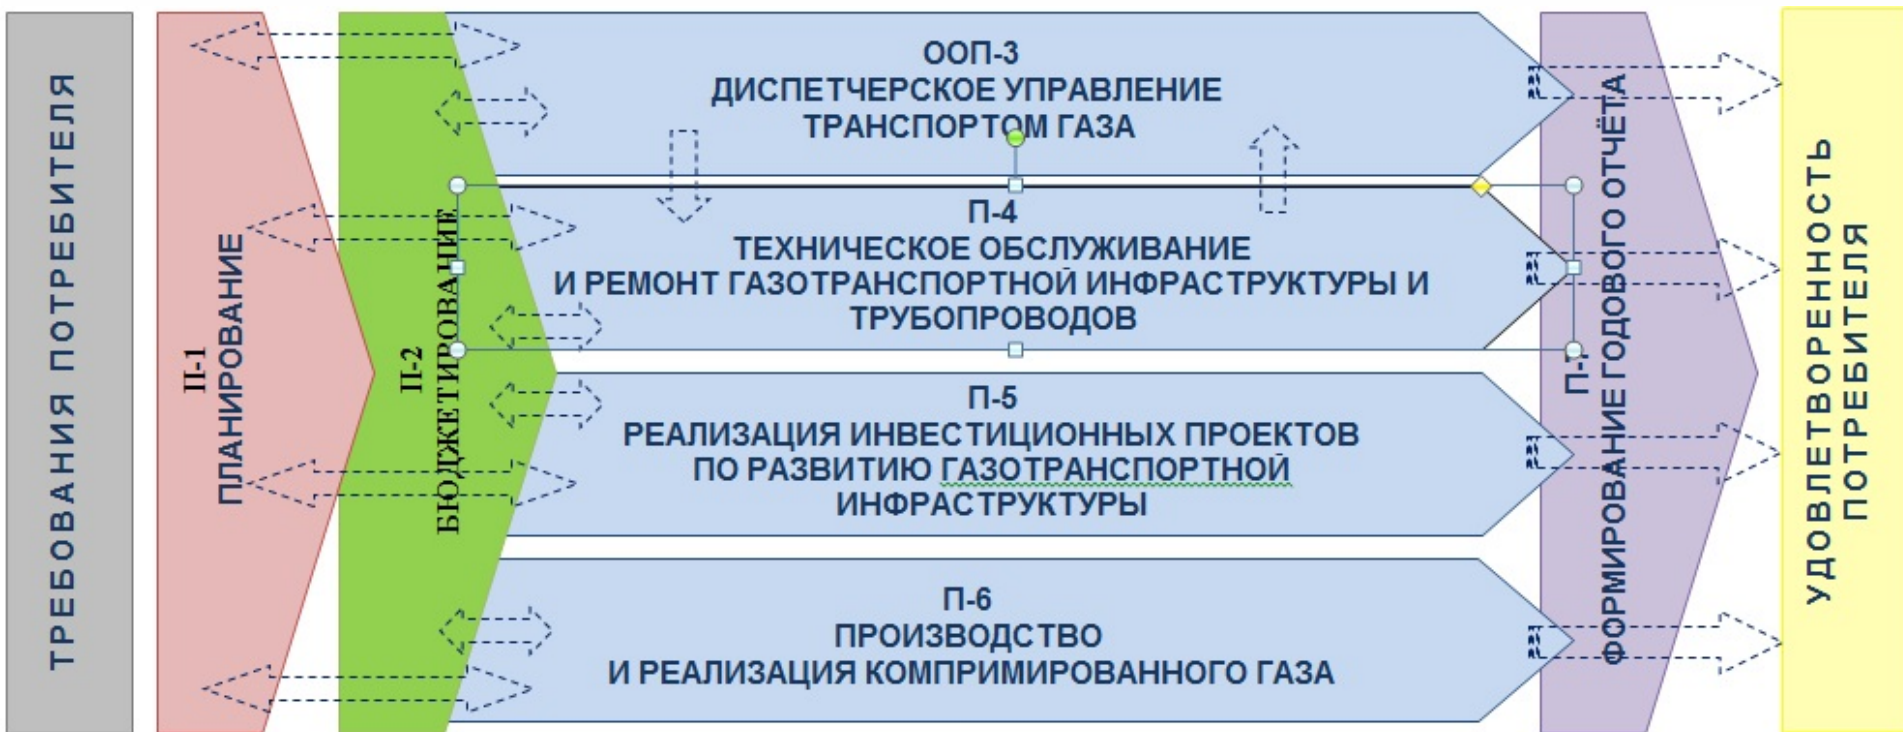 ТРЕБОВАНИЯ ПОТРЕБИТЕЛЯ
П-1
ПЛАНИРОВАНИЕ
П-2
БЮДЖЕТИРОВАНИЕ
ООП-3
ДИСПЕТЧЕРСКОЕ УПРАВЛЕНИЕ
ТРАНСПОРТОМ ГАЗА
П-4
ТЕХНИЧЕСКОЕ ОБСЛУЖИВАНИЕ
И РЕМОНТ ГАЗОТРАНСПОРТНОЙ ИНФРАСТРУКТУРЫ И
ТРУБОПРОВОДОВ
П-5
РЕАЛИЗАЦИЯ ИНВЕСТИЦИОННЫХ ПРОЕКТОВ
ПО РАЗВИТИЮ ГАЗОТРАНСПОРТНОЙ
ИНФРАСТРУКТУРЫ
П-6
ПРОИЗВОДСТВО
И РЕАЛИЗАЦИЯ КОМПРИМИРОВАННОГО ГАЗА
ФОРМИРОВАНИЕ ГОДОВОГО ОТЧЁТА
УДОВЛЕТВОРЕННОСТЬ
ПОТРЕБИТЕЛЯ